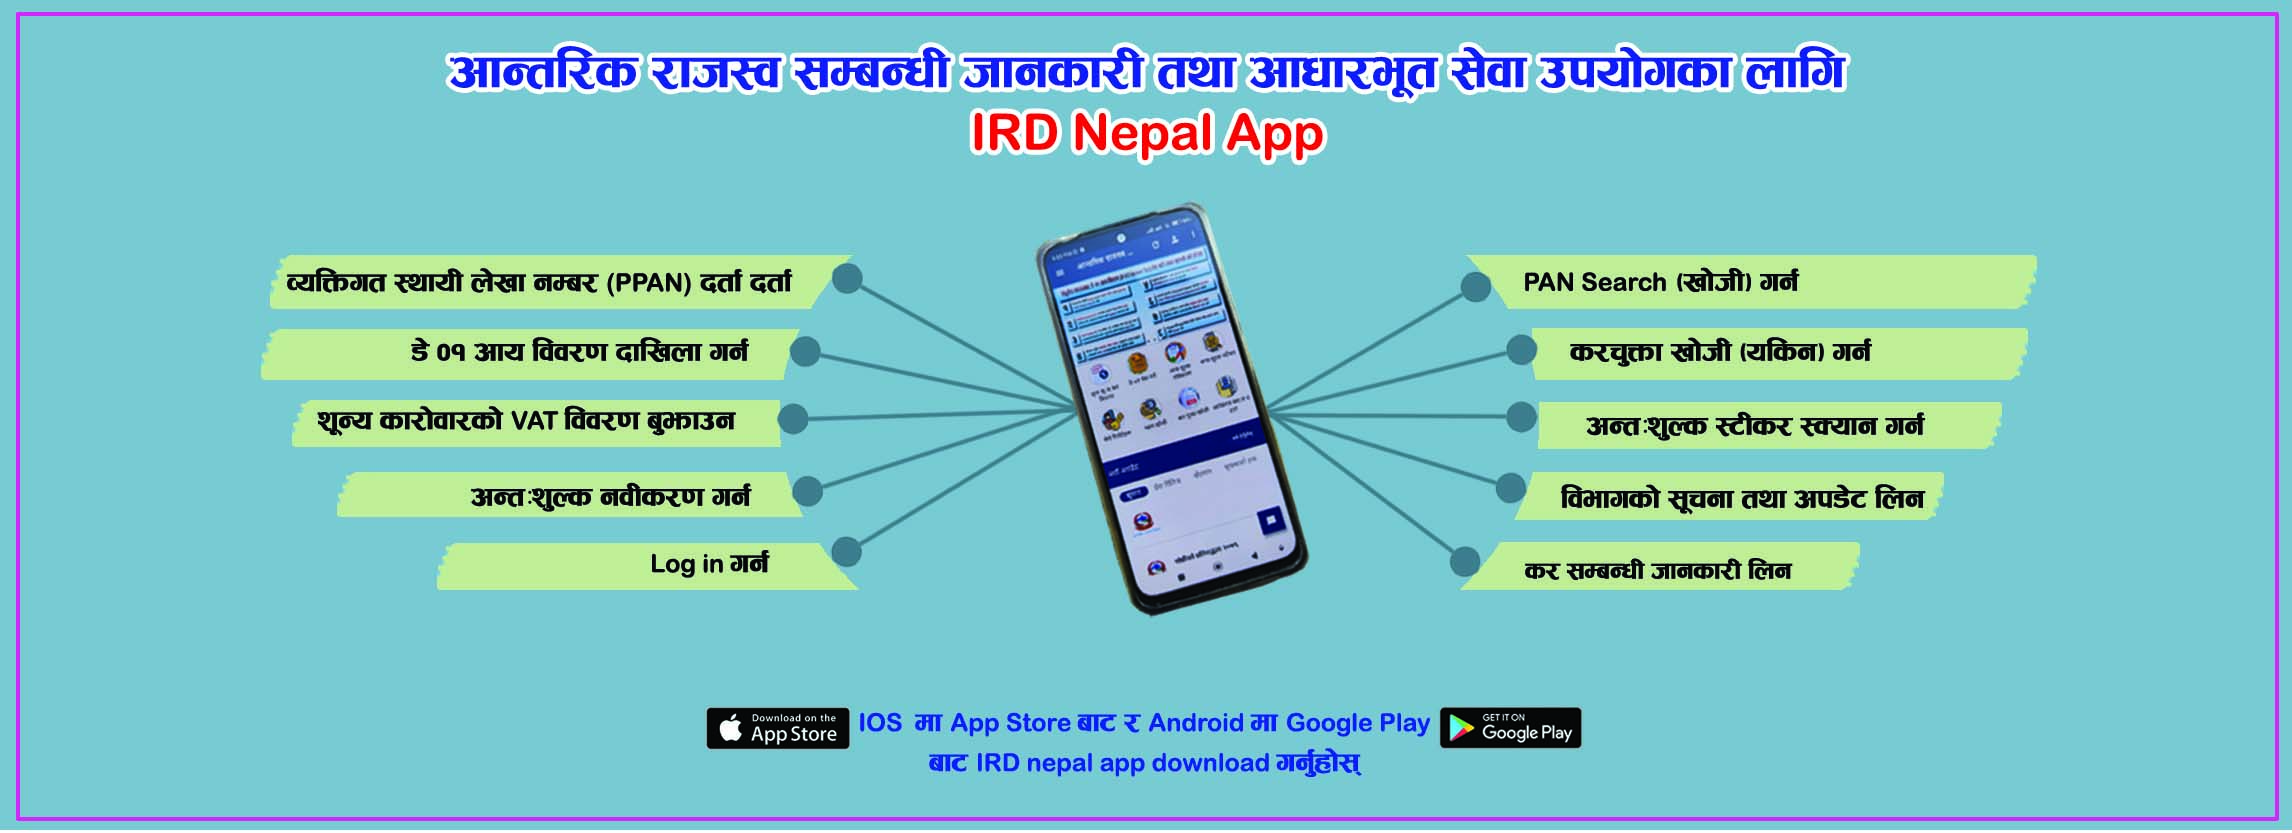 आन्तरिक राजस्व सम्बन्धी जानकारी तथा आधारभूत सेवा उपयोगका लागि
IRD Nepal App
व्यक्तिगत स्थायी लेखा नम्बर (PPAN) दर्ता दर्ता
डे ०१ आय विवरण दाखिला गर्न
शून्य कारोवारको VAT विवरण बुझाउन
अन्तःशुल्क नवीकरण गर्न
Log in गर्न
PAN Search (खोजी) गर्न
करचुक्ता खोजी (यकिन) गर्न
अन्तःशुल्क स्टीकर स्क्यान गर्न
विभागको सूचना तथा अपडेट लिन
कर सम्बन्धी जानकारी लिन
आन्तरिक राजस्व ...
Download on the
App Store
IOS मा App Store बाट र Android मा Google Play
GET IT ON
Google Play
बाट IRD nepal app download गर्नुहोस्